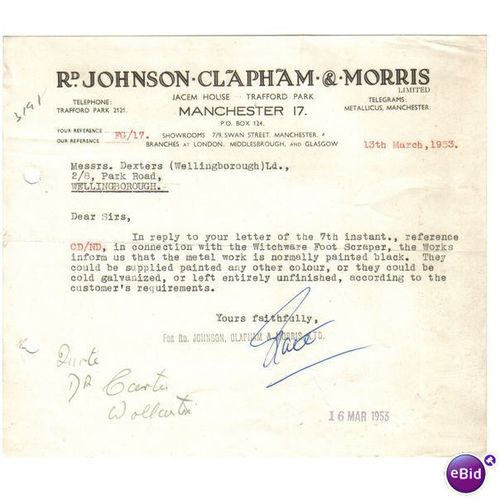 RD. JOHNSON·CLAPHAM·&·MORRIS
LIMITED
JACEM HOUSE · TRAFFORD PARK
MANCHESTER 17.
P.O. BOX 124.
TELEPHONE:
TRAFFORD PARK 2121.
TELEGRAMS:
METALLICUS, MANCHESTER.
3191
YOUR REFERENCE
OUR REFERENCE FG/17.
SHOWROOMS 7/9, SWAN STREET, MANCHESTER. &
BRANCHES AT LONDON, MIDDLESBROUGH, AND GLASGOW
13th March, 1953.
Messrs. Dexters (Wellingborough)Ld.,
2/8, Park Road,
WELLINGBOROUGH.
Dear Sirs,
In reply to your letter of the 7th instant., reference
CD/ND, in connection with the Witchware Foot Scraper, the Works
inform us that the metal work is normally painted black. They
could be supplied painted any other colour, or they could be
cold galvanized, or left entirely unfinished, according to the
customer's requirements.
Yours faithfully,
FOR RD. JOHNSON, CLAPHAM & MORRIS LTD.
Quote
Dr Carter
16 MAR 1953
eBid